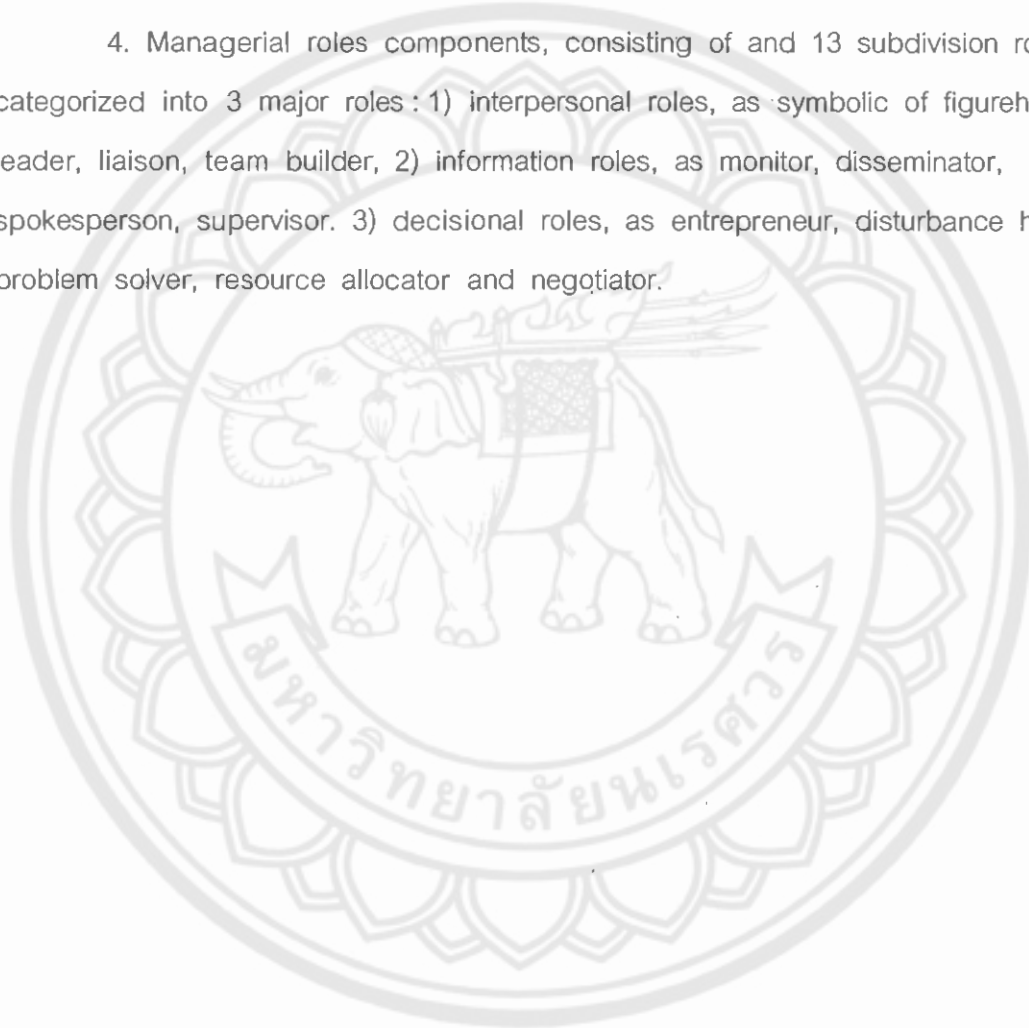 4. Managerial roles components, consisting of and 13 subdivision
categorized into 3 major roles : 1) interpersonal roles, as symbolic of
leader, liaison, team builder, 2) information roles, as monitor, disseminator,
spokesperson, supervisor. 3) decisional roles, as entrepreneur, disturbance
problem solver, resource allocator and negotiator.
มหาวิทยาลัยนเรศวร